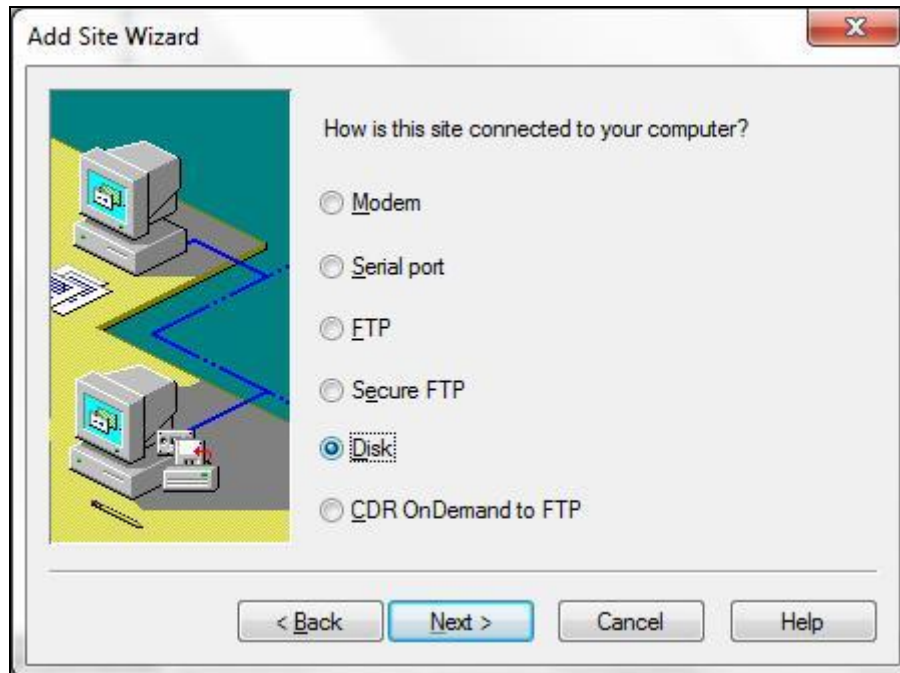 Add Site Wizard
How is this site connected to your computer?
Modem
Serial port
FTP
Secure FTP
Disk
CDR OnDemand to FTP
< Back Next > Cancel Help